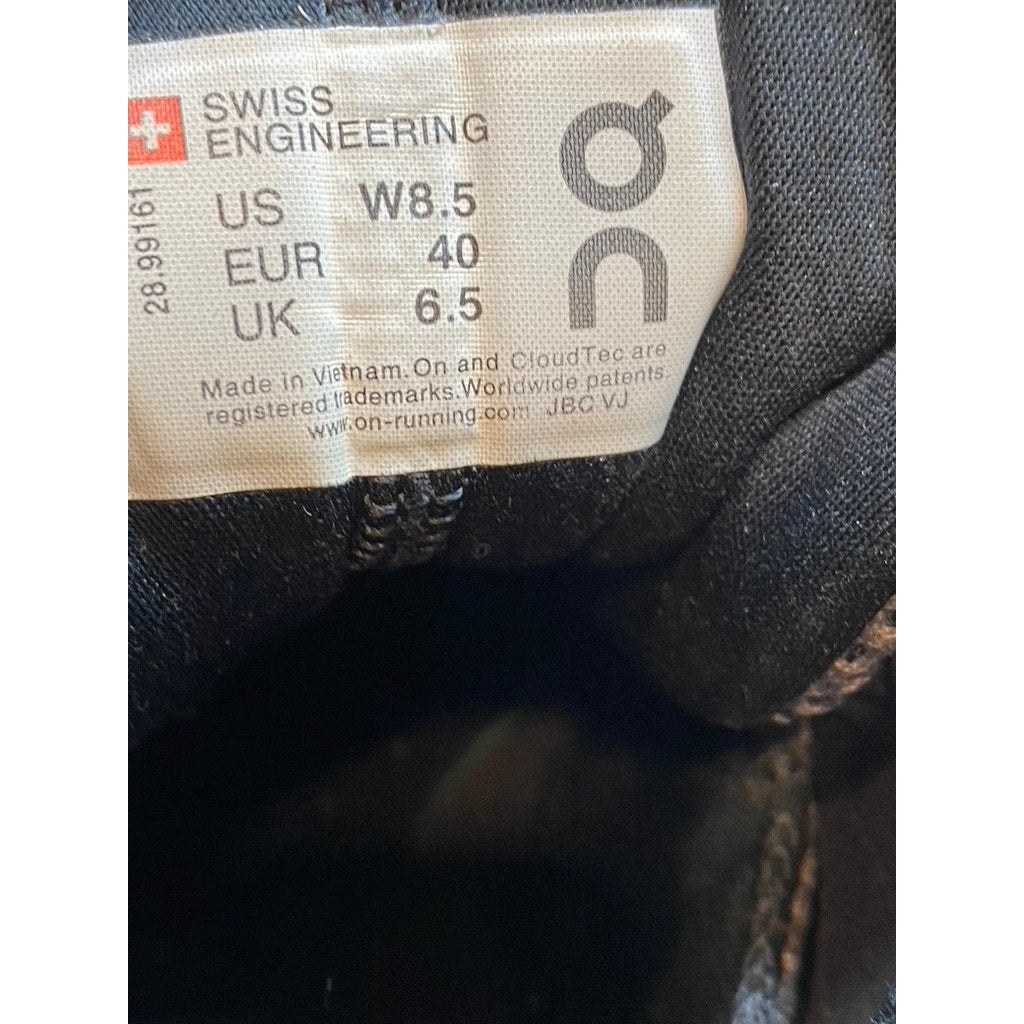 SWISS
ENGINEERING
US W8.5
EUR 40
UK 6.5
28.99161
Made in Vietnam. On and CloudTec are
registered trademarks. Worldwide patents.
www.on-running.com JBC VJ
On